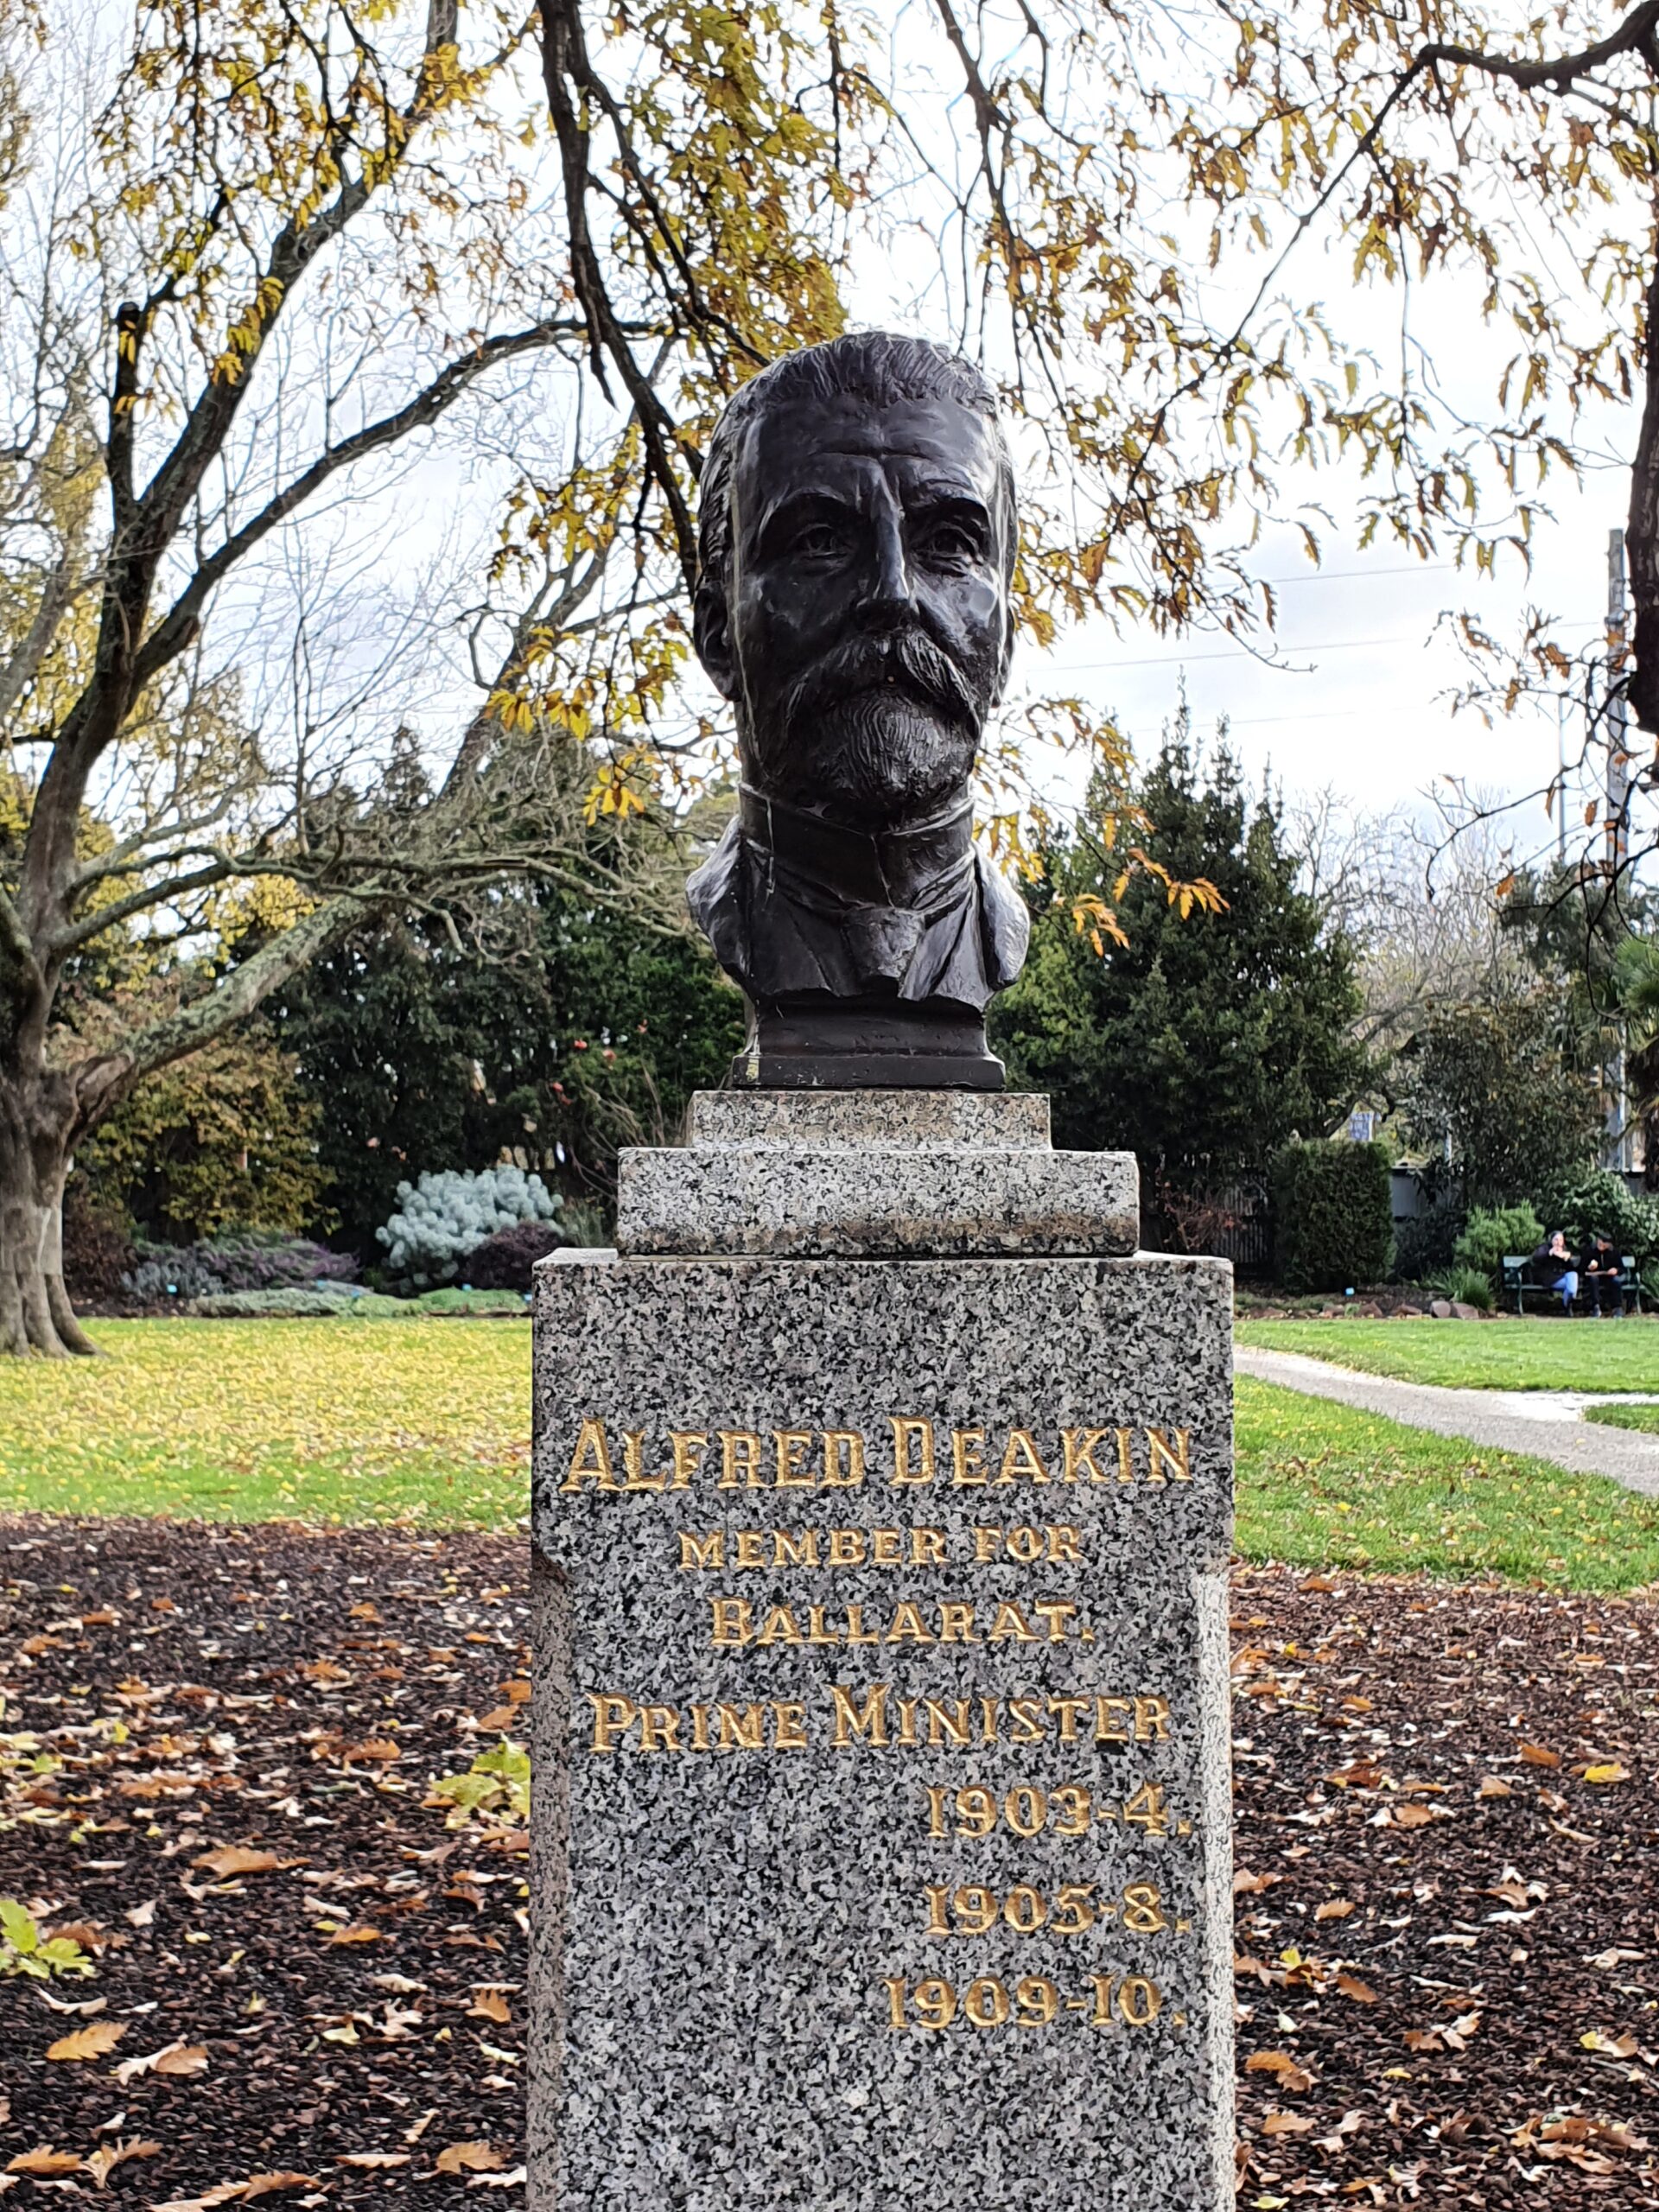 ALFRED DEAKIN
MEMBER FOR
BALLARAT.
PRIME MINISTER
1903-4.
1905-8.
1909-10.